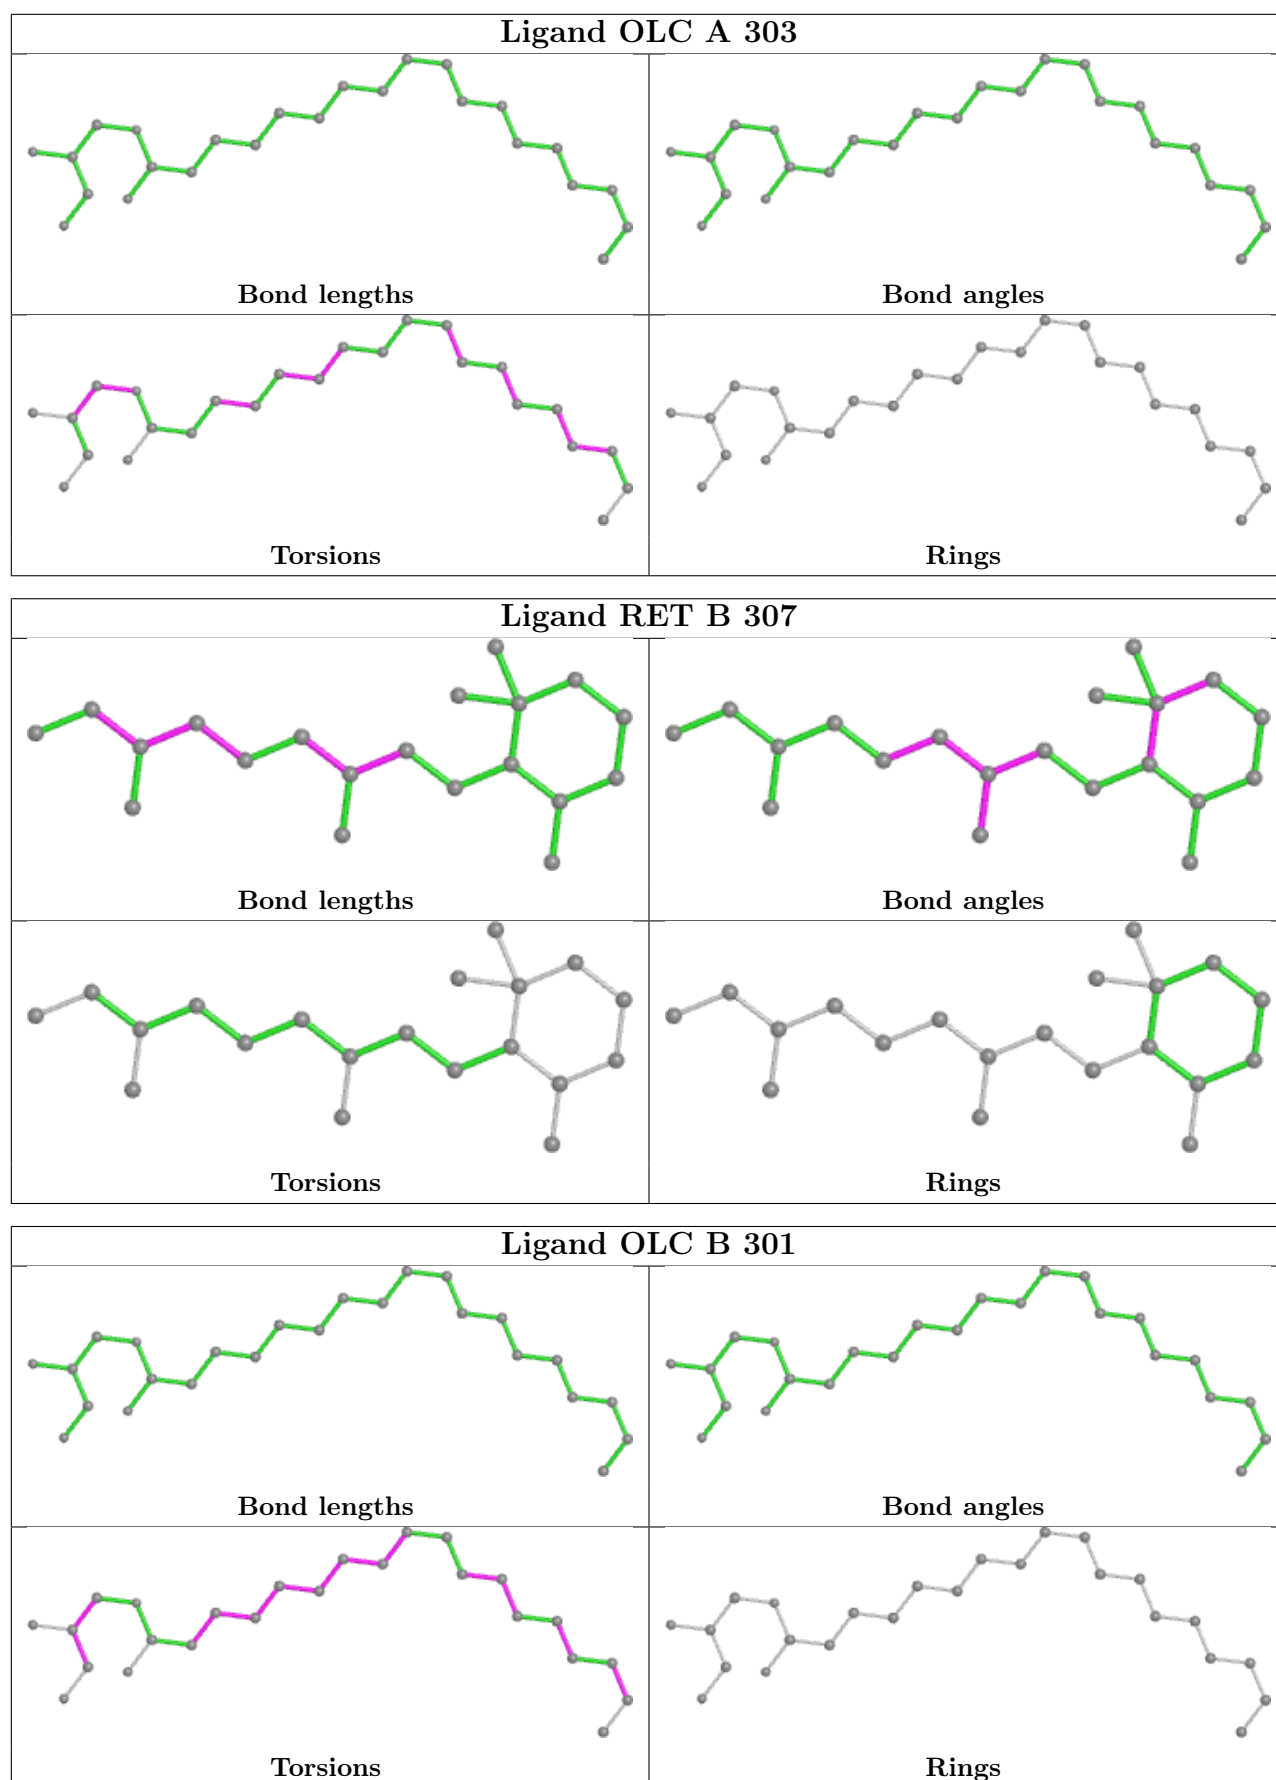 Ligand OLC A 303
Bond lengths
Bond angles
Torsions
Rings
Ligand RET B 307
Bond lengths
Bond angles
Torsions
Rings
Ligand OLC B 301
Bond lengths
Bond angles
Torsions
Rings